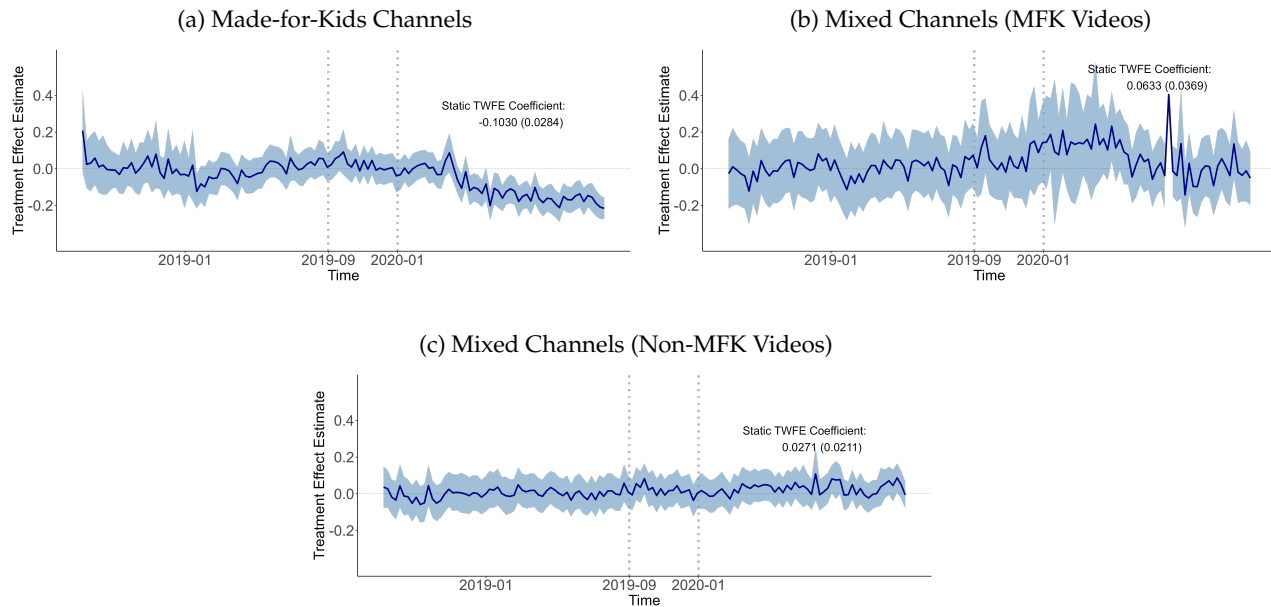 (a) Made-for-Kids Channels
Treatment Effect Estimate
0.4
0.2
0.0
-0.2
Static TWFE Coefficient:
-0.1030 (0.0284)
2019-01
2019-09
2020-01
Time
(b) Mixed Channels (MFK Videos)
Treatment Effect Estimate
0.4
0.2
0.0
-0.2
Static TWFE Coefficient:
0.0633 (0.0369)
2019-01
2019-09
2020-01
Time
(c) Mixed Channels (Non-MFK Videos)
Treatment Effect Estimate
0.4
0.2
0.0
-0.2
Static TWFE Coefficient:
0.0271 (0.0211)
2019-01
2019-09
2020-01
Time